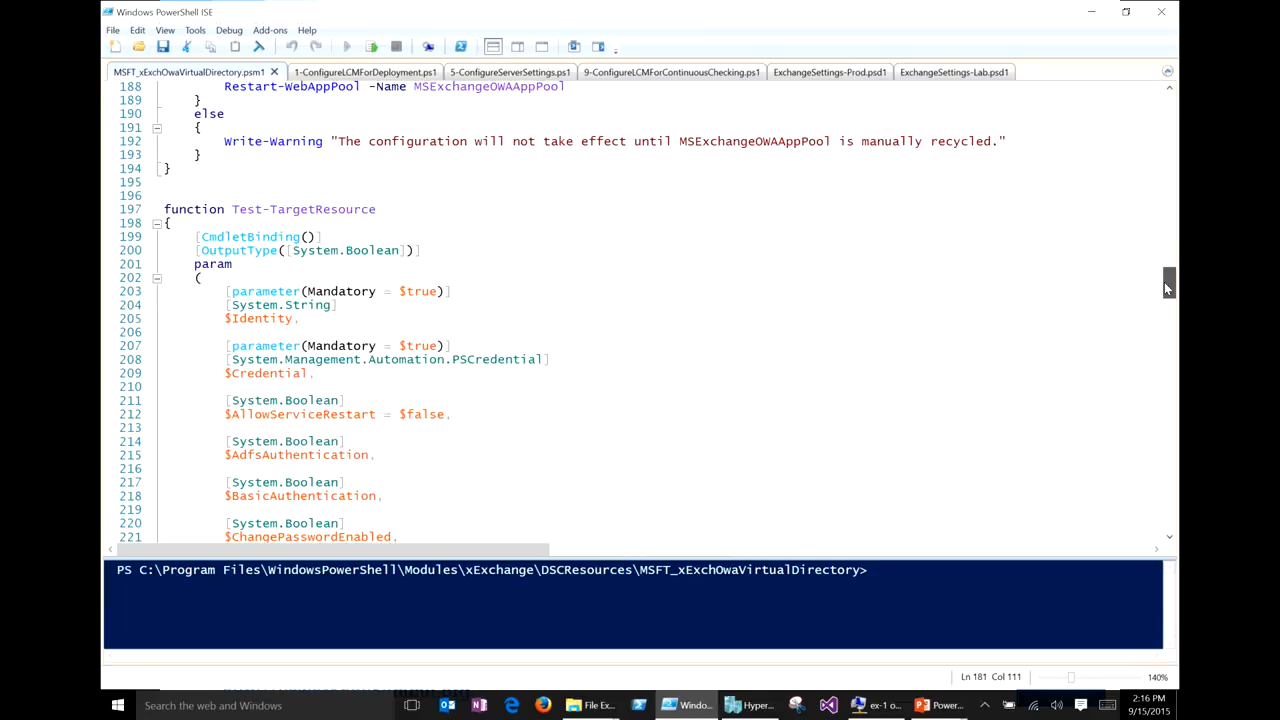 Windows PowerShell ISE
File Edit View Tools Debug Add-ons Help
MSFT_xExchOwaVirtualDirectory.psm1 1-ConfigureLCMForDeployment.ps1 5-ConfigureServerSettings.ps1 9-ConfigureLCMForContinuousChecking.ps1 ExchangeSettings-Prod.psd1 ExchangeSettings-Lab.psd1
188 Restart-WebAppPool -Name MSExchangeOWAAppPool
189 }
190 else
191 {
192 Write-Warning "The configuration will not take effect until MSExchangeOWAAppPool is manually recycled."
193 }
194 }
195
196
197 function Test-TargetResource
198 {
199 [CmdletBinding()]
200 [OutputType([System.Boolean])]
201 param
202 (
203 [parameter(Mandatory = $true)]
204 [System.String]
205 $Identity,
206
207 [parameter(Mandatory = $true)]
208 [System.Management.Automation.PSCredential]
209 $Credential,
210
211 [System.Boolean]
212 $AllowServiceRestart = $false,
213
214 [System.Boolean]
215 $AdfsAuthentication,
216
217 [System.Boolean]
218 $BasicAuthentication,
219
220 [System.Boolean]
221 $ChangePasswordEnabled,
PS C:\Program Files\WindowsPowerShell\Modules\xExchange\DSCResources\MSFT_xExchOwaVirtualDirectory>
Ln 181 Col 111 140%
Search the web and Windows File Ex... Windo... Hyper... ex-1 o... Power... 2:16 PM
9/15/2015